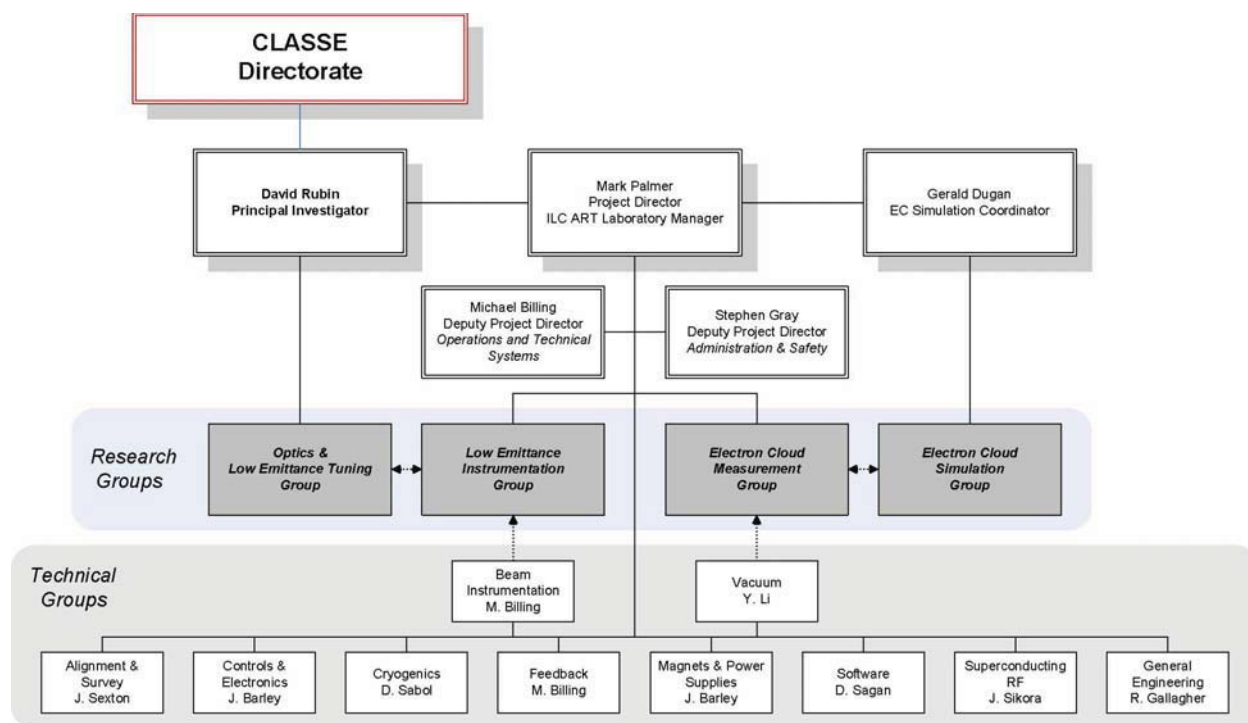 CLASSE
Directorate
David Rubin
Principal Investigator
Mark Palmer
Project Director
ILC ART Laboratory Manager
Gerald Dugan
EC Simulation Coordinator
Michael Billing
Deputy Project Director
Operations and Technical
Systems
Stephen Gray
Deputy Project Director
Administration & Safety
Research
Groups
Optics &
Low Emittance Tuning
Group
Low Emittance
Instrumentation
Group
Electron Cloud
Measurement
Group
Electron Cloud
Simulation
Group
Technical
Groups
Beam
Instrumentation
M. Billing
Vacuum
Y. Li
Alignment &
Survey
J. Sexton
Controls &
Electronics
J. Barley
Cryogenics
D. Sabol
Feedback
M. Billing
Magnets & Power
Supplies
J. Barley
Software
D. Sagan
Superconducting
RF
J. Sikora
General
Engineering
R. Gallagher